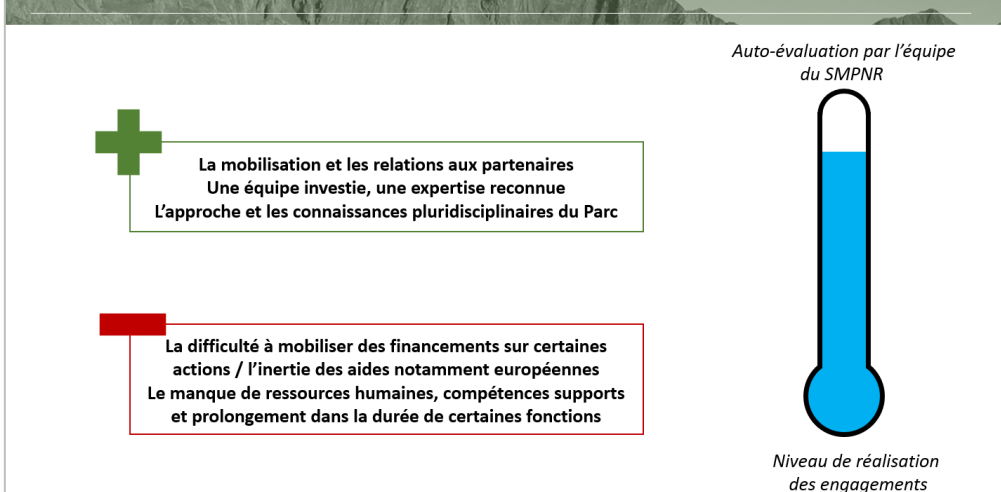 Auto-évaluation par l’équipe
du SMPNR
La mobilisation et les relations aux partenaires
Une équipe investie, une expertise reconnue
L’approche et les connaissances pluridisciplinaires du Parc
La difficulté à mobiliser des financements sur certaines
actions / l’inertie des aides notamment européennes
Le manque de ressources humaines, compétences supports
et prolongement dans la durée de certaines fonctions
Niveau de réalisation
des engagements